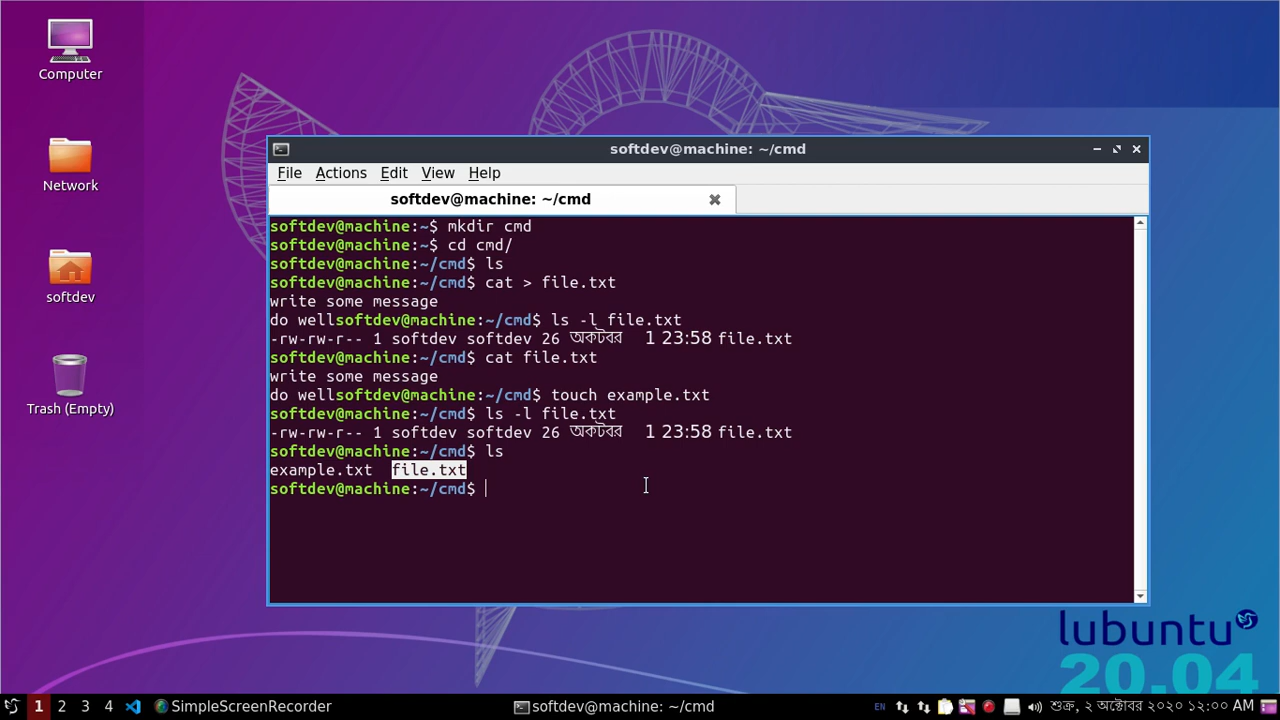 Computer
Network
softdev
Trash (Empty)
softdev@machine: ~/cmd
File Actions Edit View Help
softdev@machine: ~/cmd
softdev@machine:~$ mkdir cmd
softdev@machine:~$ cd cmd/
softdev@machine:~/cmd$ ls
softdev@machine:~/cmd$ cat > file.txt
write some message
do wellsoftdev@machine:~/cmd$ ls -l file.txt
-rw-rw-r-- 1 softdev softdev 26 অক্টোবর 1 23:58 file.txt
softdev@machine:~/cmd$ cat file.txt
write some message
do wellsoftdev@machine:~/cmd$ touch example.txt
softdev@machine:~/cmd$ ls -l file.txt
-rw-rw-r-- 1 softdev softdev 26 অক্টোবর 1 23:58 file.txt
softdev@machine:~/cmd$ ls
example.txt file.txt
softdev@machine:~/cmd$
lubuntu
20.04
1 2 3 4 SimpleScreenRecorder softdev@machine: ~/cmd EN শুক্র, ২ অক্টোবর ২০২০ ১২:০০ AM